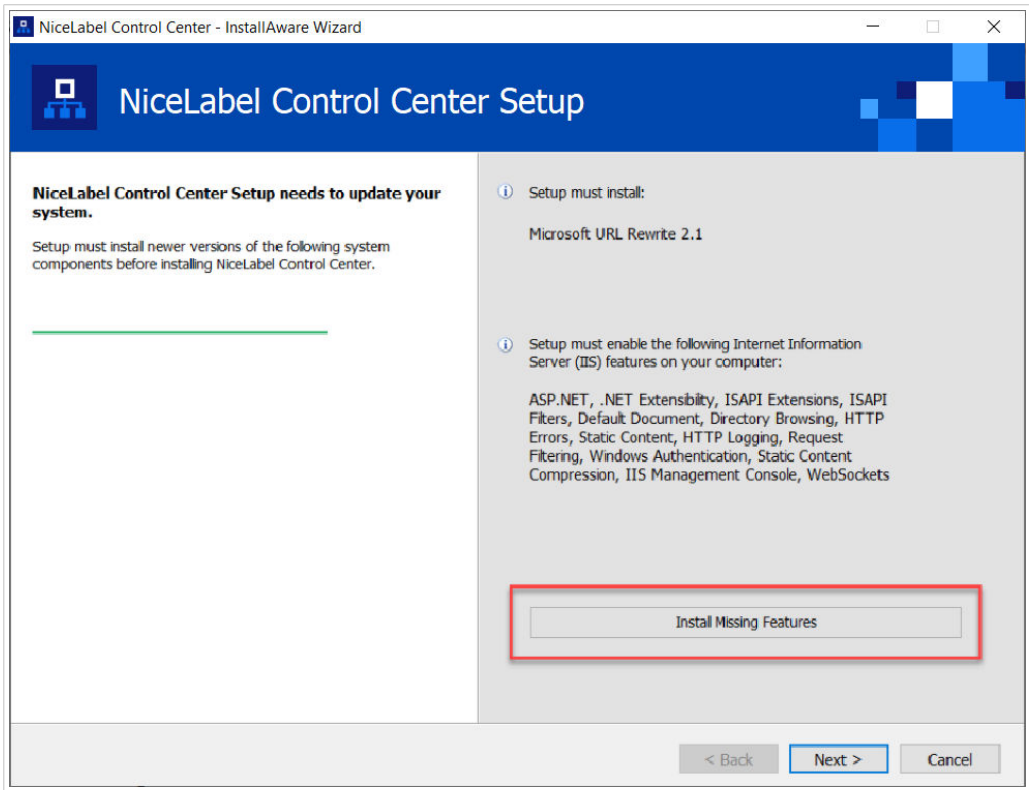 NiceLabel Control Center - InstallAware Wizard
NiceLabel Control Center Setup
NiceLabel Control Center Setup needs to update your
system.
Setup must install newer versions of the following system
components before installing NiceLabel Control Center.
Setup must install:
Microsoft URL Rewrite 2.1
Setup must enable the following Internet Information
Server (IIS) features on your computer:
ASP.NET, .NET Extensibility, ISAPI Extensions, ISAPI
Filters, Default Document, Directory Browsing, HTTP
Errors, Static Content, HTTP Logging, Request
Filtering, Windows Authentication, Static Content
Compression, IIS Management Console, WebSockets
Install Missing Features
< Back
Next >
Cancel